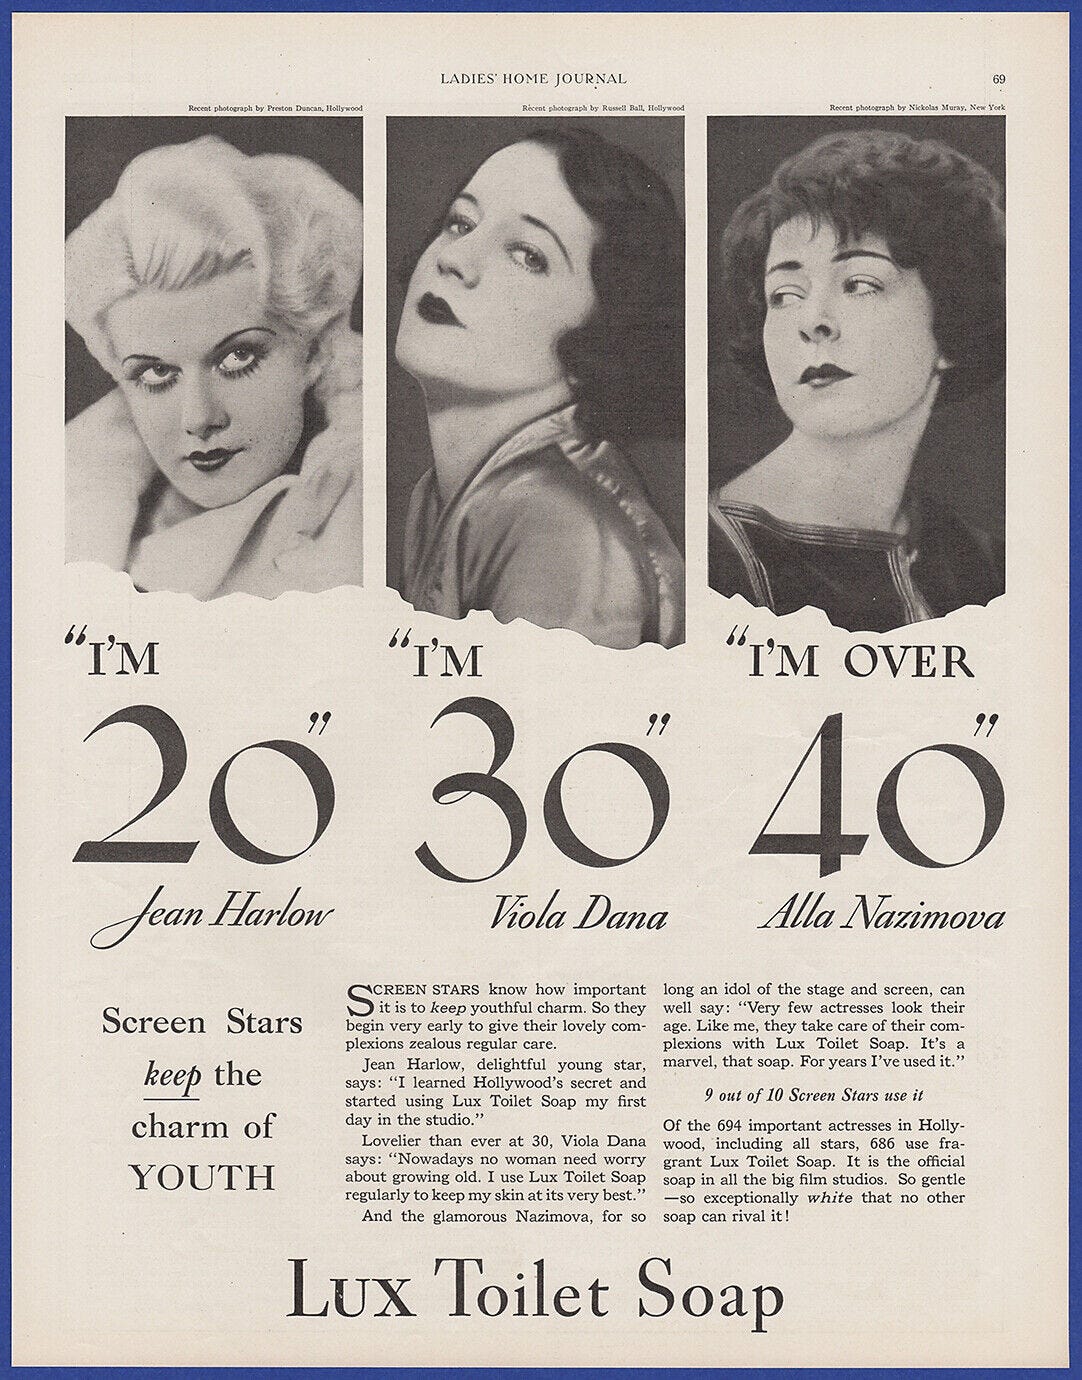 LADIES' HOME JOURNAL
69
Recent photograph by Preston Duncan, Hollywood
Recent photograph by Russell Ball, Hollywood
Recent photograph by Nickolas Muray, New York
"I'M
20"
Jean Harlow
"I'M
30"
Viola Dana
"I'M OVER
40"
Alla Nazimova
Screen Stars
keep the
charm of
YOUTH
SCREEN STARS know how important
it is to keep youthful charm. So they
begin very early to give their lovely com-
plexions zealous regular care.
Jean Harlow, delightful young star,
says: "I learned Hollywood's secret and
started using Lux Toilet Soap my first
day in the studio."
Lovelier than ever at 30, Viola Dana
says: "Nowadays no woman need worry
about growing old. I use Lux Toilet Soap
regularly to keep my skin at its very best."
And the glamorous Nazimova, for so
long an idol of the stage and screen, can
well say: "Very few actresses look their
age. Like me, they take care of their com-
plexions with Lux Toilet Soap. It's a
marvel, that soap. For years I've used it."
9 out of 10 Screen Stars use it
Of the 694 important actresses in Holly-
wood, including all stars, 686 use fra-
grant Lux Toilet Soap. It is the official
soap in all the big film studios. So gentle
—so exceptionally white that no other
soap can rival it!
LUX Toilet Soap